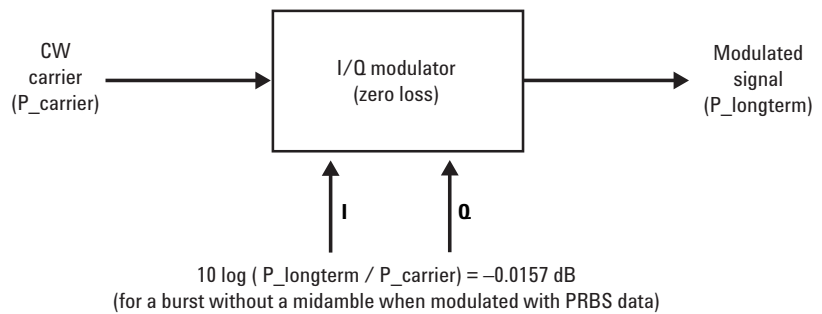 CW
carrier
(P_carrier)
I/Q modulator
(zero loss)
Modulated
signal
(P_longterm)
I
Q
10 log ( P_longterm / P_carrier) = –0.0157 dB
(for a burst without a midamble when modulated with PRBS data)